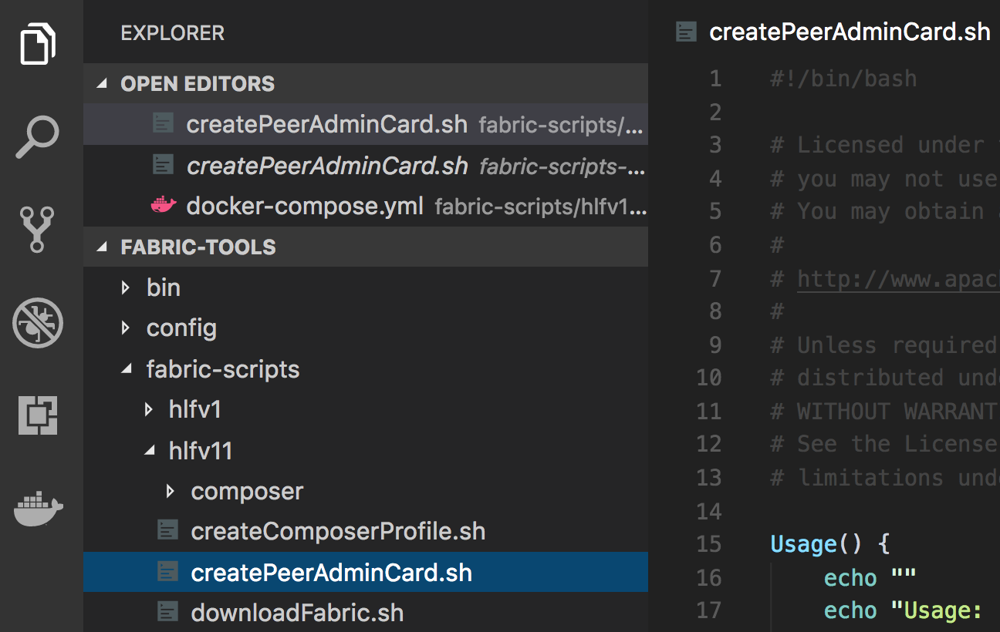 EXPLORER
OPEN EDITORS
createPeerAdminCard.sh fabric-scripts/...
createPeerAdminCard.sh fabric-scripts-...
docker-compose.yml fabric-scripts/hlfv1...
FABRIC-TOOLS
bin
config
fabric-scripts
hlfv1
hlfv11
composer
createComposerProfile.sh
createPeerAdminCard.sh
downloadFabric.sh
createPeerAdminCard.sh
1 #!/bin/bash
2
3 # Licensed under
4 # you may not use
5 # You may obtain
6 #
7 # http://www.apac
8 #
9 # Unless required
10 # distributed und
11 # WITHOUT WARRANT
12 # See the License
13 # limitations und
14
15 Usage() {
16 echo ""
17 echo "Usage: